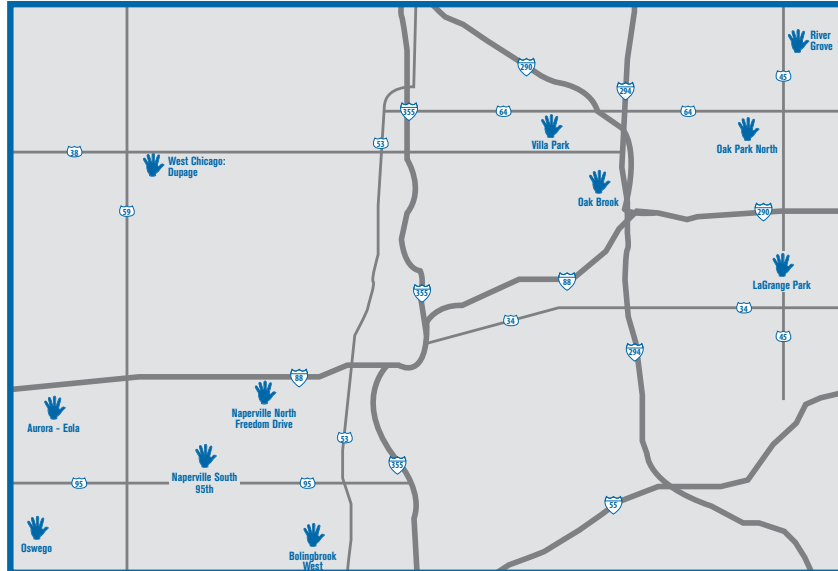 River
Grove
290
45
294
355
64
64
53
Villa Park
Oak Park North
38
West Chicago:
Dupage
Oak Brook
59
290
88
355
LaGrange Park
34
34
45
294
88
Naperville North
Freedom Drive
Aurora - Eola
53
355
Naperville South
95th
95
95
55
Oswego
Bolingbrook
West